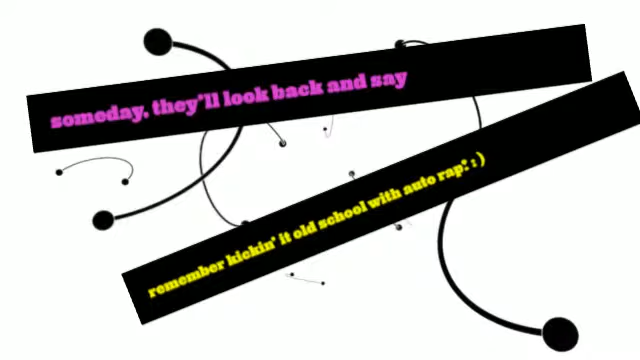 someday, they'll look back and say
remember kickin' it old school with auto rap? :)